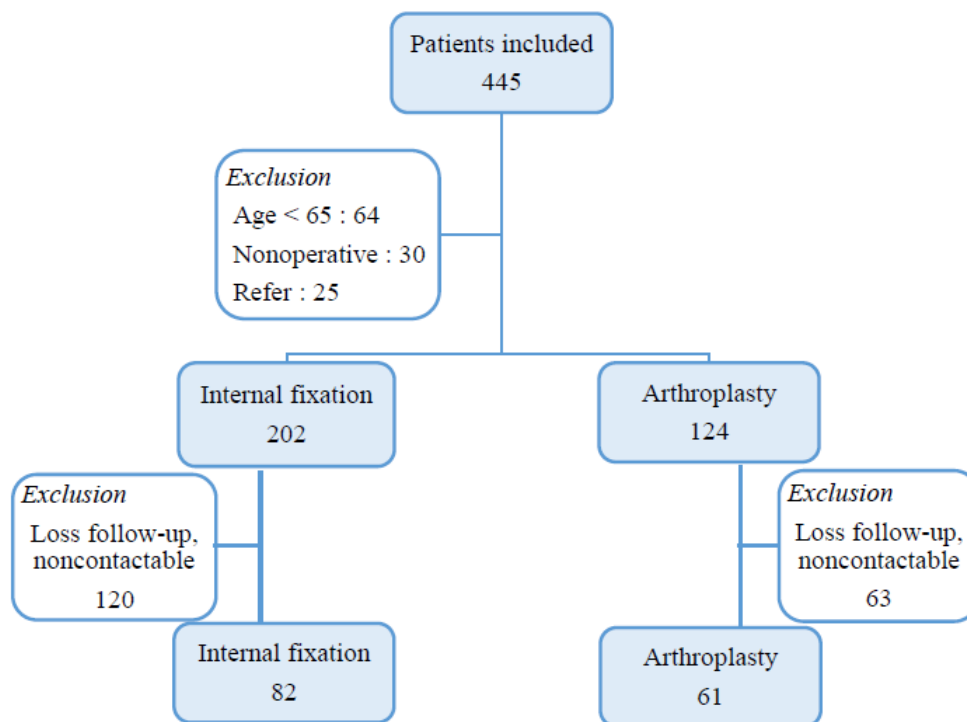 Patients included
445
Exclusion
Age < 65 : 64
Nonoperative : 30
Refer : 25
Internal fixation
202
Arthroplasty
124
Exclusion
Loss follow-up,
noncontactable
120
Exclusion
Loss follow-up,
noncontactable
63
Internal fixation
82
Arthroplasty
61